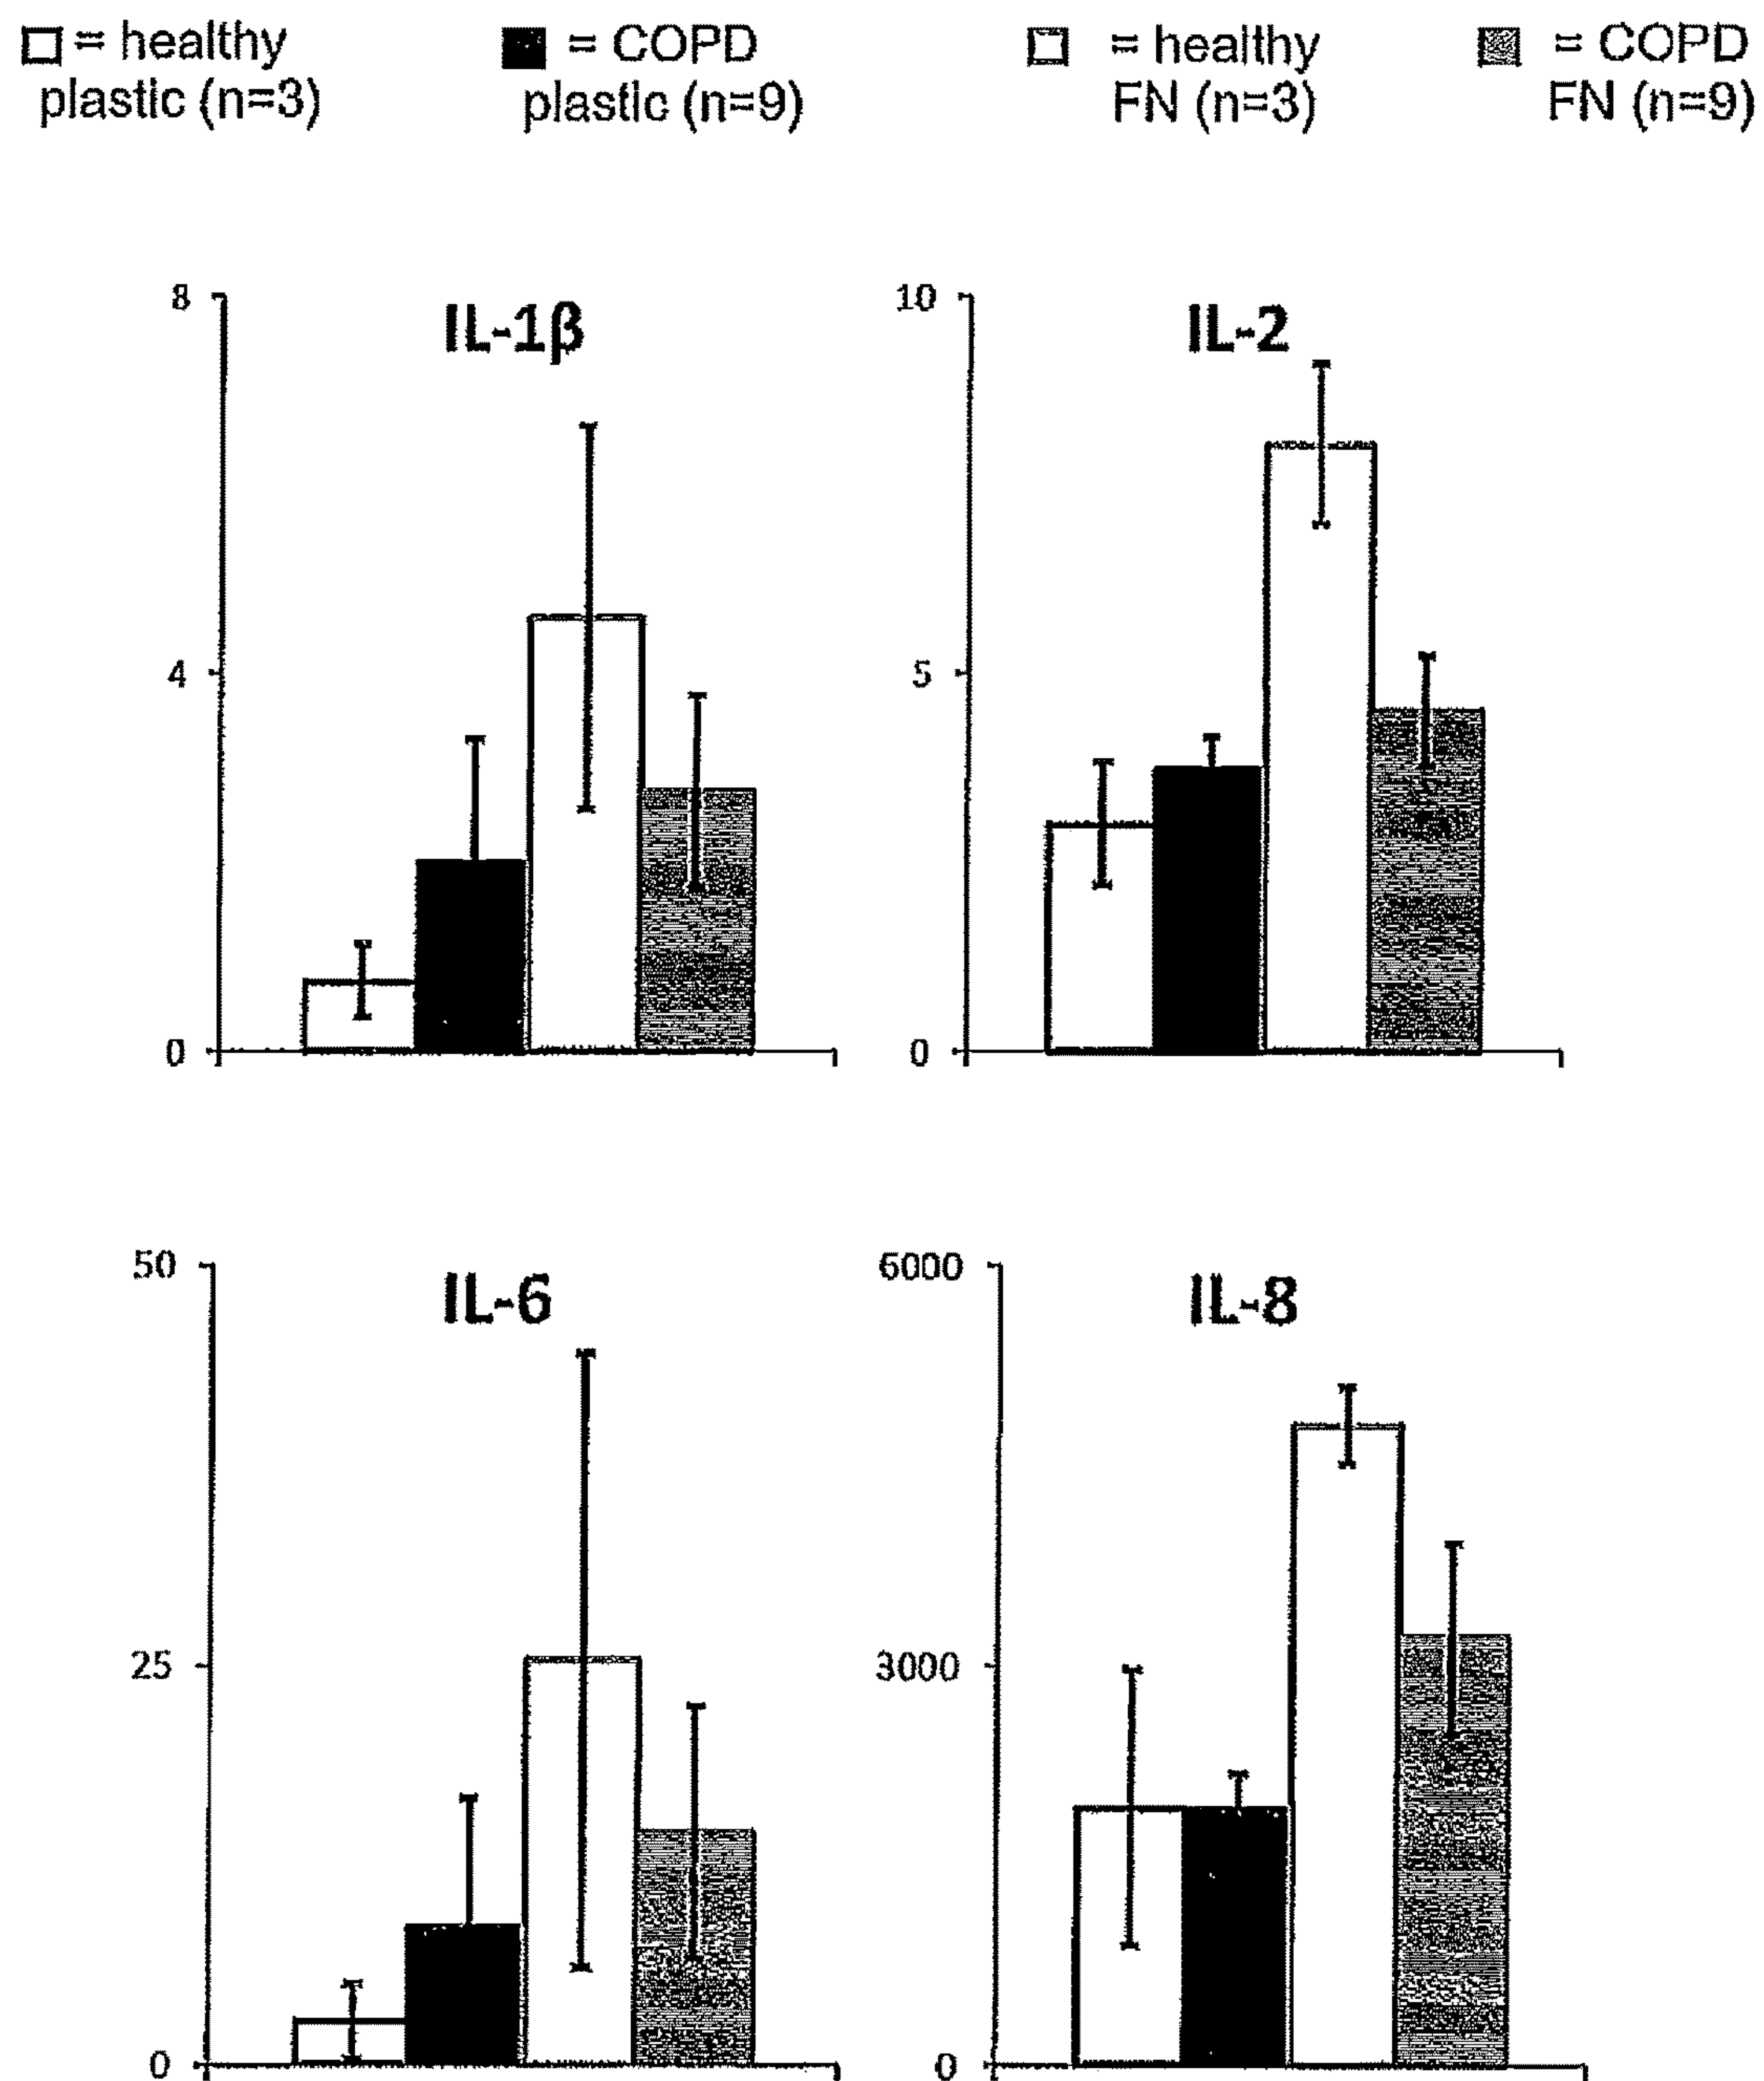 = healthy = COPD = healthy = COPD
plastic (n=3) plastic (n=9) FN (n=3) FN (n=9)
8 IL-1β 10 IL-2
4 5
0 0
50 IL-6 6000 IL-8
25 3000
0 0